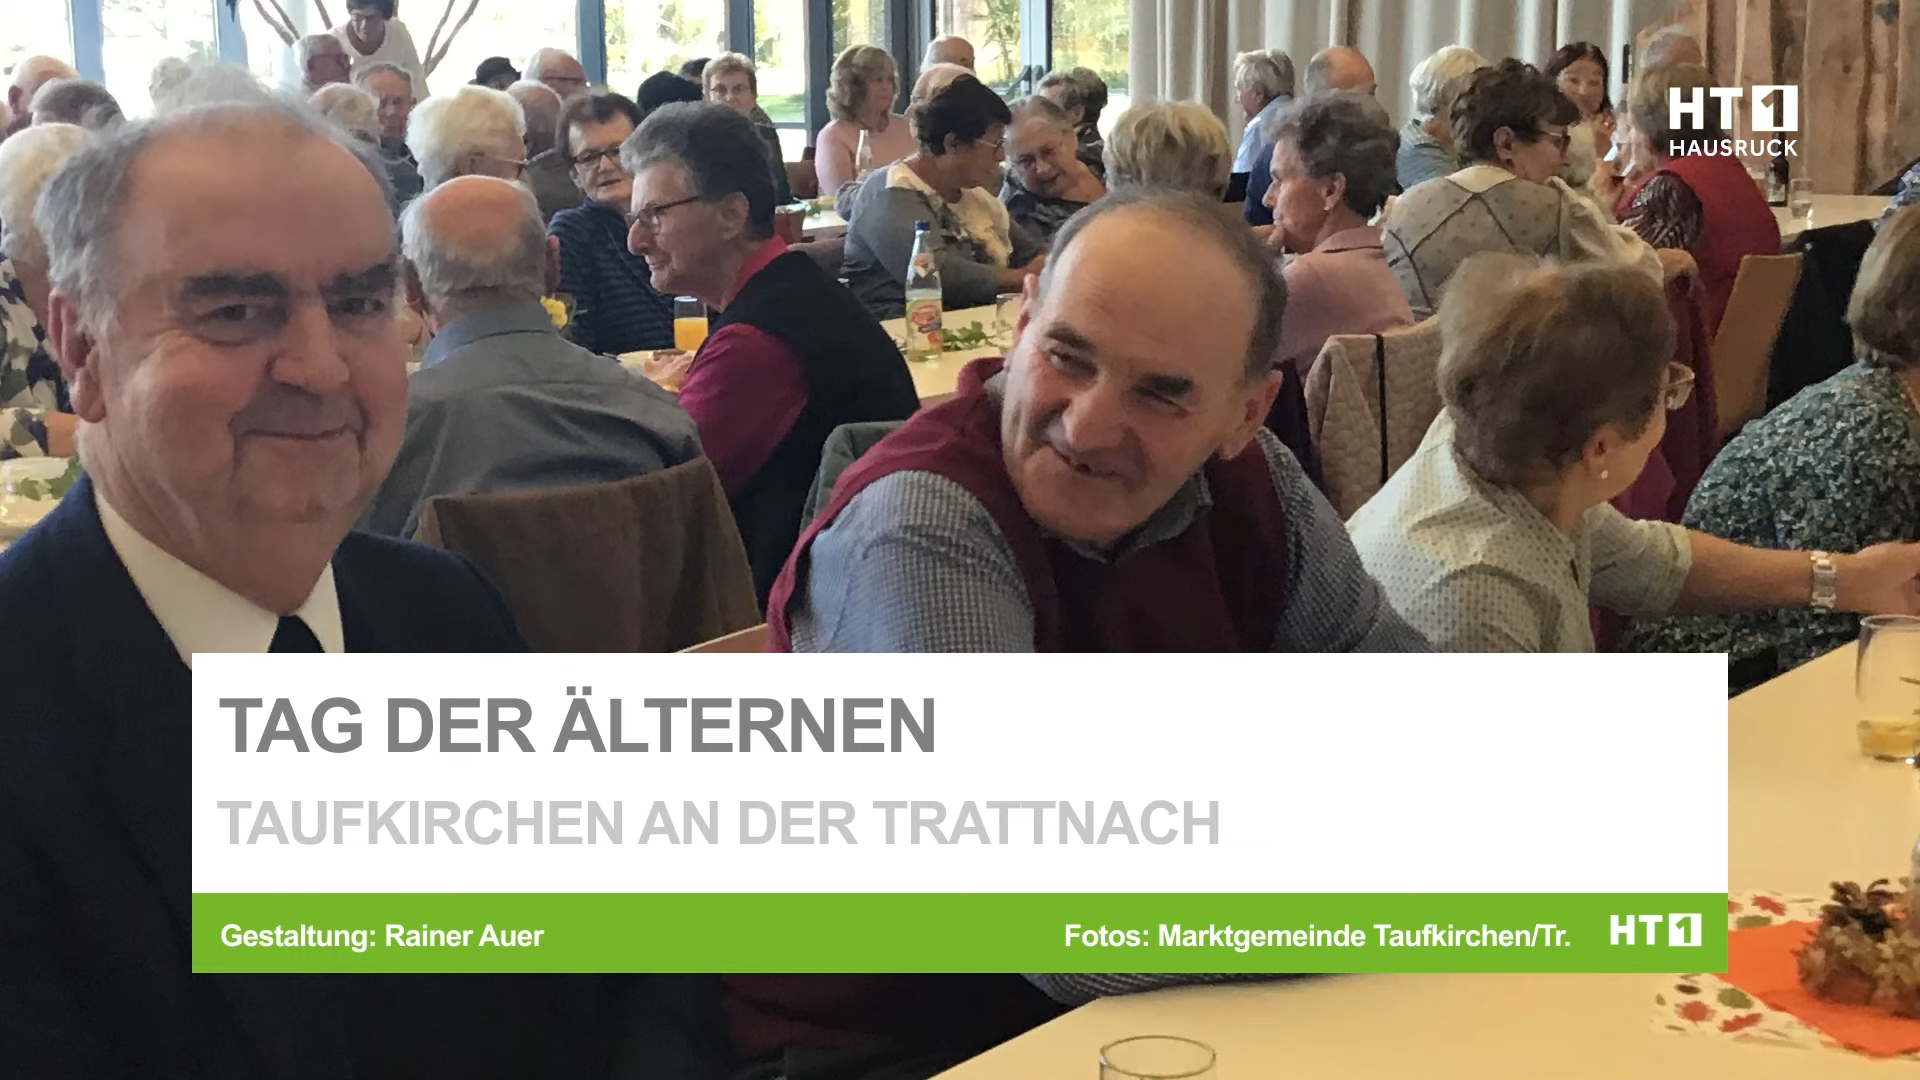 HT1
HAUSRUCK
TAG DER ÄLTERNEN
TAUFKIRCHEN AN DER TRATTNACH
Gestaltung: Rainer Auer
Fotos: Marktgemeinde Taufkirchen/Tr.
HT1